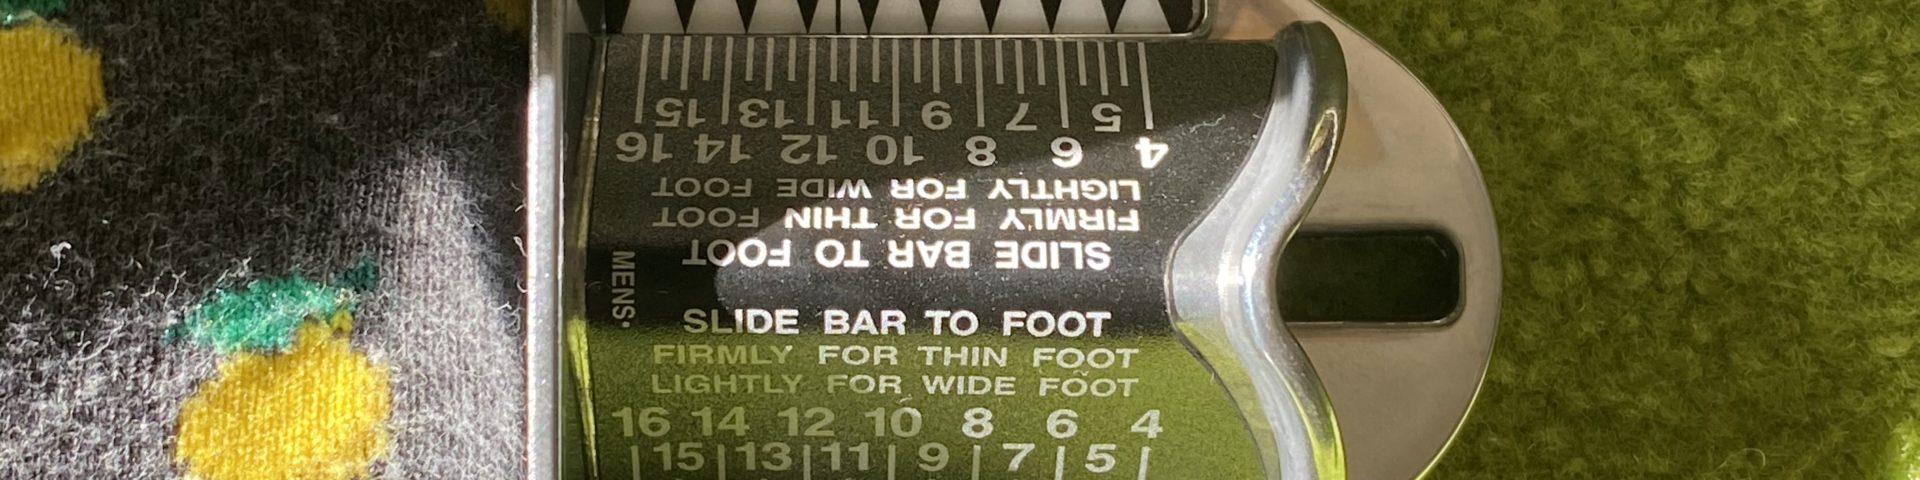 15 13 11 9 7 5
16 14 12 10 8 6 4
LIGHTLY FOR WIDE FOOT
FIRMLY FOR THIN FOOT
SLIDE BAR TO FOOT
MENS'
SLIDE BAR TO FOOT
FIRMLY FOR THIN FOOT
LIGHTLY FOR WIDE FOOT
16 14 12 10 8 6 4
15 13 11 9 7 5